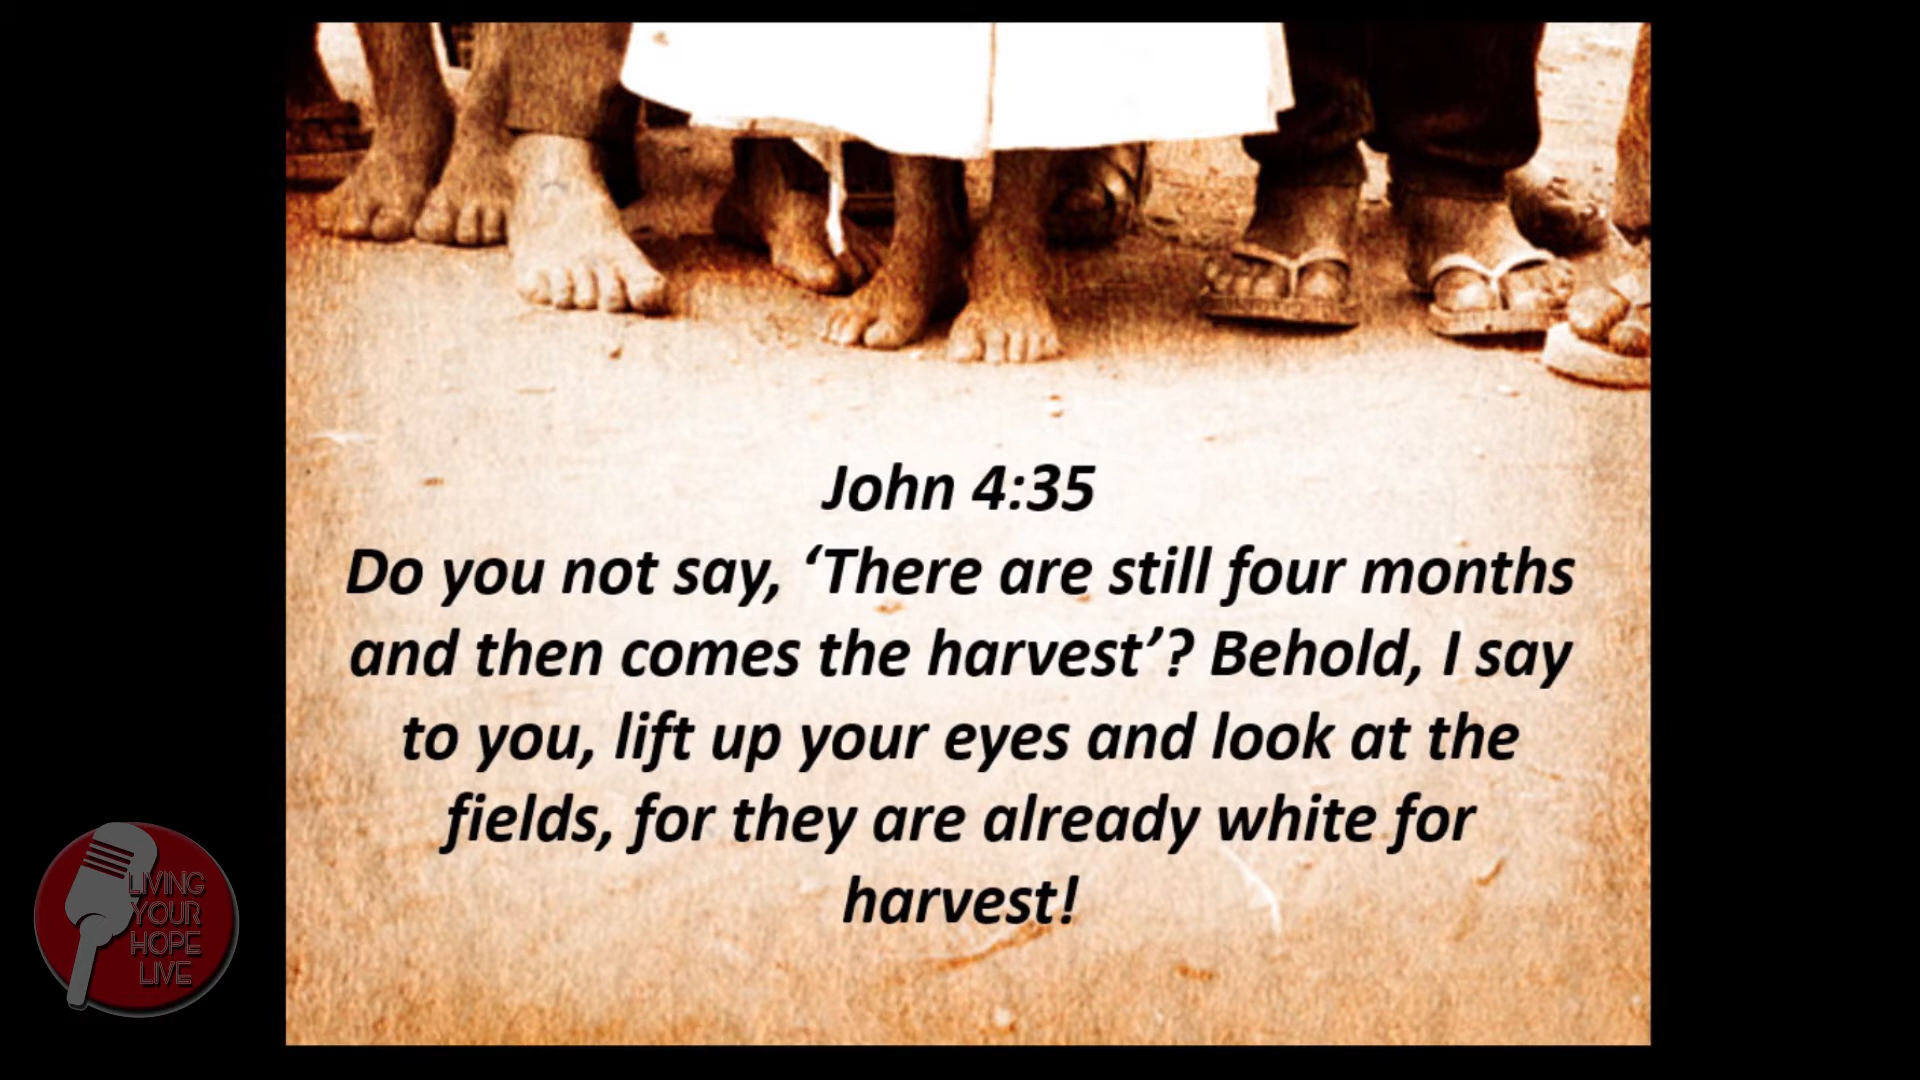 John 4:35
Do you not say, ‘There are still four months
and then comes the harvest’? Behold, I say
to you, lift up your eyes and look at the
fields, for they are already white for
harvest!
LIVING
YOUR
HOPE
LIVE